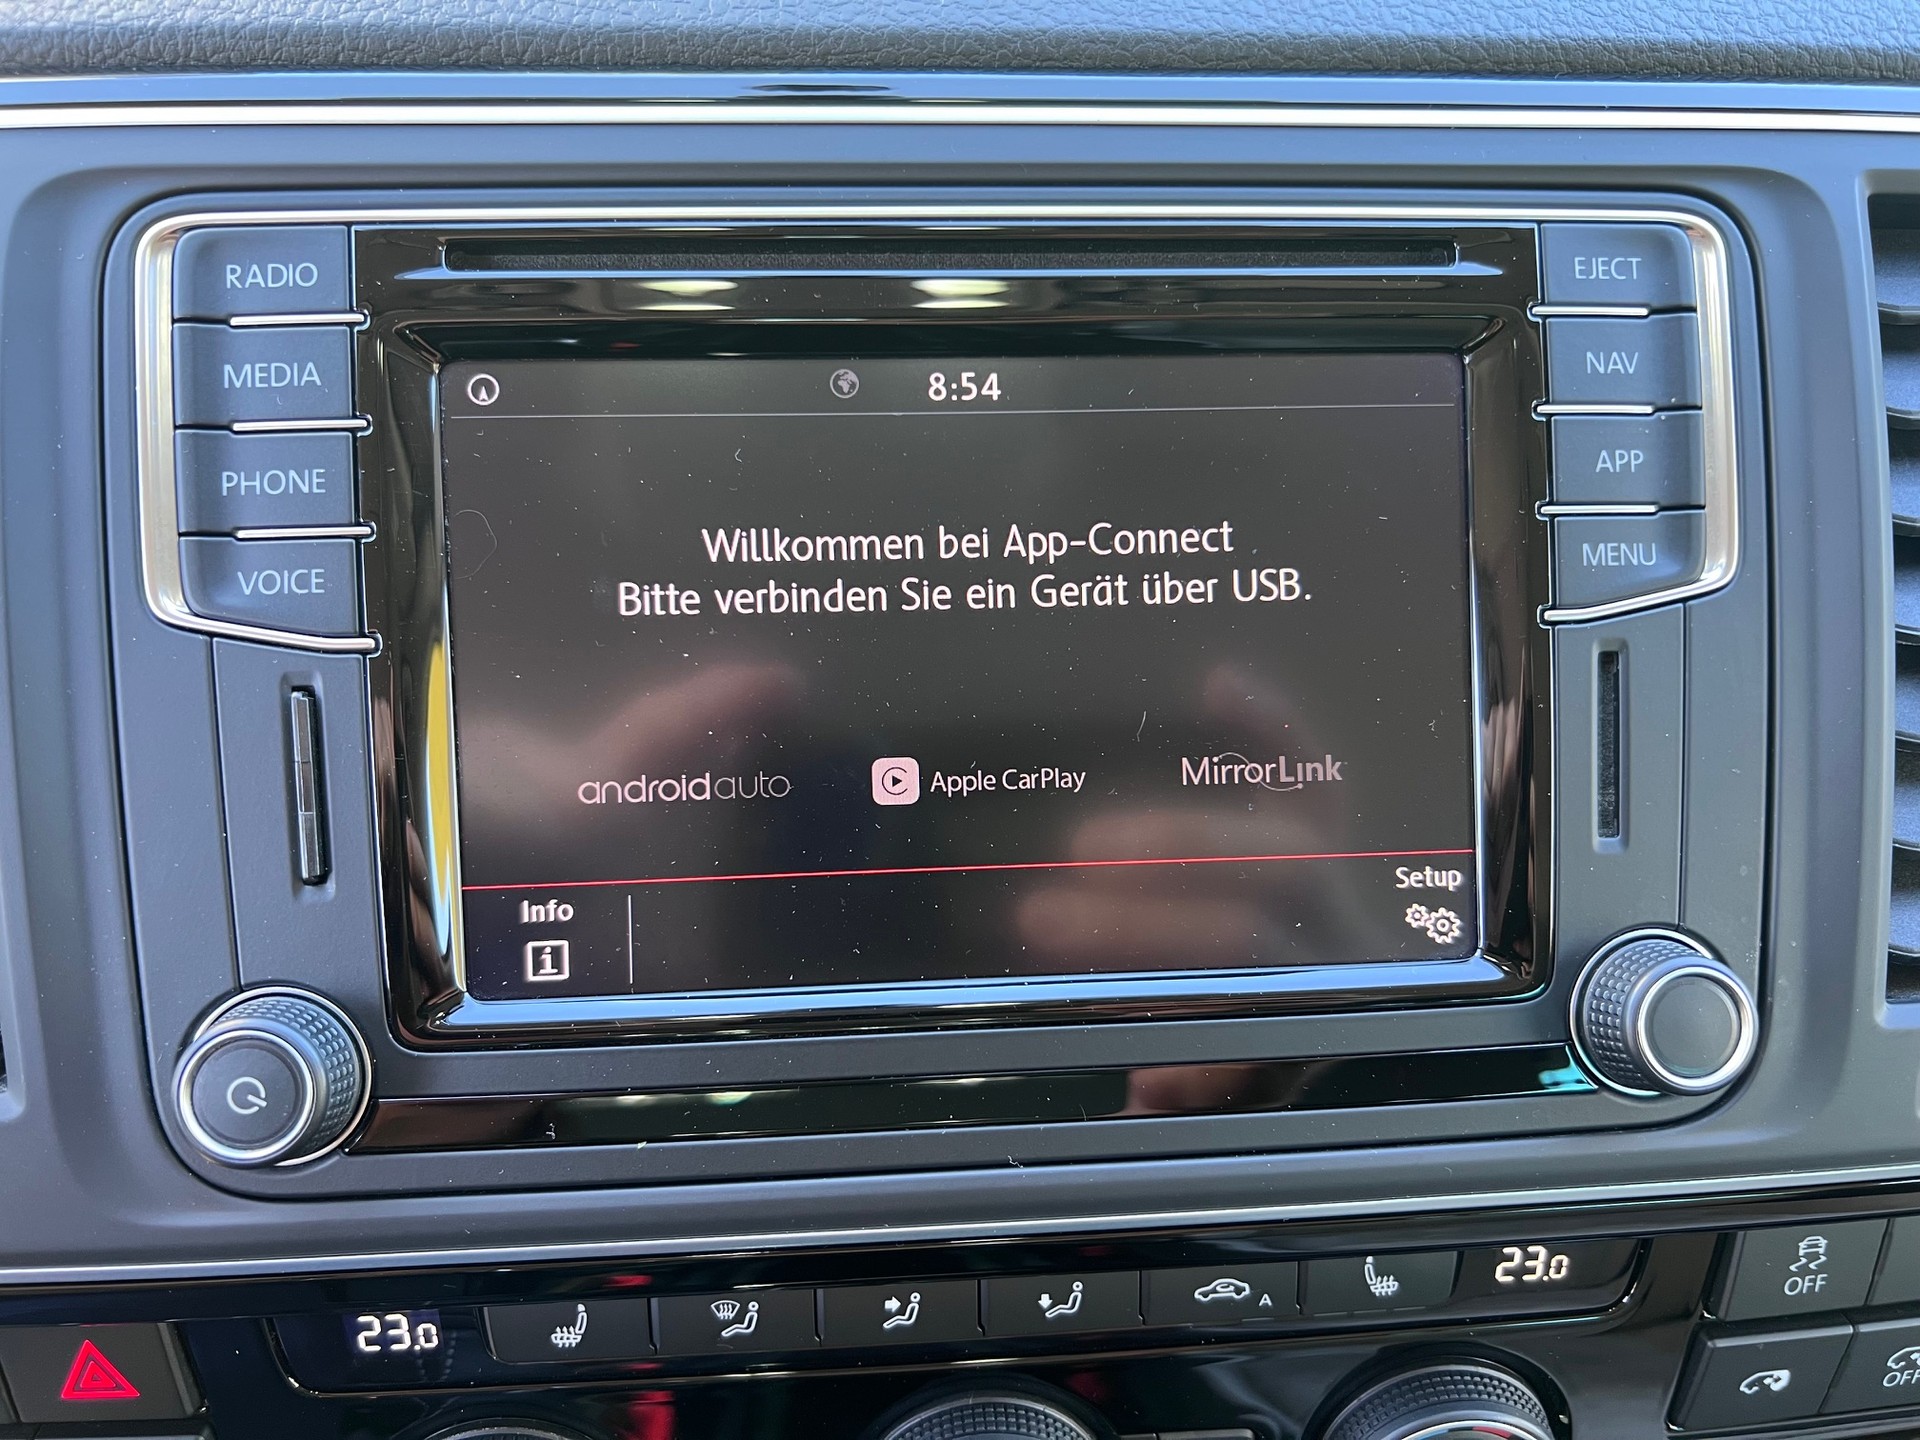 RADIO
EJECT
MEDIA
NAV
PHONE
APP
VOICE
MENU
8:54
Willkommen bei App-Connect
Bitte verbinden Sie ein Gerät über USB.
androidauto
Apple CarPlay
MirrorLink
Info
Setup
23.0
A
23.0
OFF
OFF